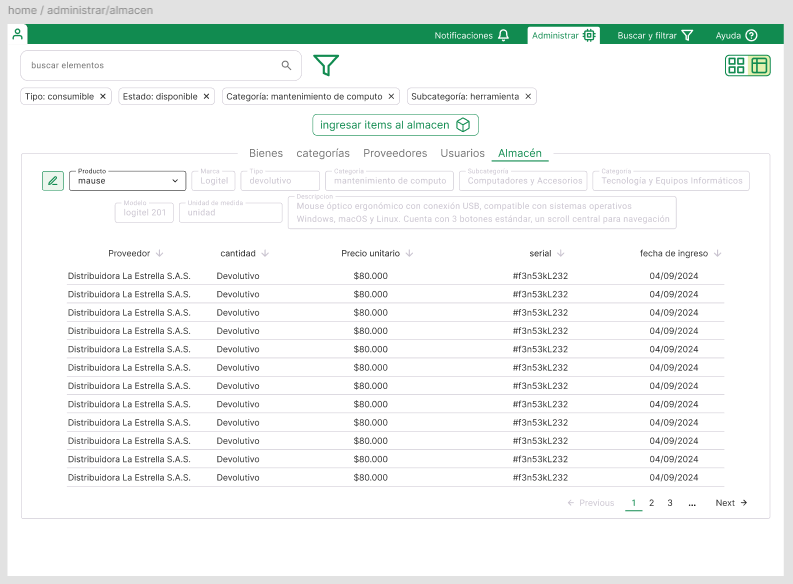 home / administrar/almacen
Notificaciones Administrar Buscar y filtrar Ayuda
buscar elementos
Tipo: consumible Estado: disponible Categoría: mantenimiento de computo Subcategoría: herramienta
ingresar items al almacen
Bienes categorías Proveedores Usuarios Almacén
Producto Marca Tipo Categoria Subcategoria Categoria
mause Logitel devolutivo mantenimiento de computo Computadores y Accesorios Tecnología y Equipos Informáticos
Modelo Unidad de medida Descripcion
logitel 201 unidad Mouse óptico ergonómico con conexión USB, compatible con sistemas operativos
Windows, macOS y Linux. Cuenta con 3 botones estándar, un scroll central para navegación
Proveedor cantidad Precio unitario serial fecha de ingreso
Distribuidora La Estrella S.A.S. Devolutivo $80.000 #f3n53kL232 04/09/2024
Distribuidora La Estrella S.A.S. Devolutivo $80.000 #f3n53kL232 04/09/2024
Distribuidora La Estrella S.A.S. Devolutivo $80.000 #f3n53kL232 04/09/2024
Distribuidora La Estrella S.A.S. Devolutivo $80.000 #f3n53kL232 04/09/2024
Distribuidora La Estrella S.A.S. Devolutivo $80.000 #f3n53kL232 04/09/2024
Distribuidora La Estrella S.A.S. Devolutivo $80.000 #f3n53kL232 04/09/2024
Distribuidora La Estrella S.A.S. Devolutivo $80.000 #f3n53kL232 04/09/2024
Distribuidora La Estrella S.A.S. Devolutivo $80.000 #f3n53kL232 04/09/2024
Distribuidora La Estrella S.A.S. Devolutivo $80.000 #f3n53kL232 04/09/2024
Distribuidora La Estrella S.A.S. Devolutivo $80.000 #f3n53kL232 04/09/2024
Distribuidora La Estrella S.A.S. Devolutivo $80.000 #f3n53kL232 04/09/2024
Distribuidora La Estrella S.A.S. Devolutivo $80.000 #f3n53kL232 04/09/2024
Previous 1 2 3 ... Next